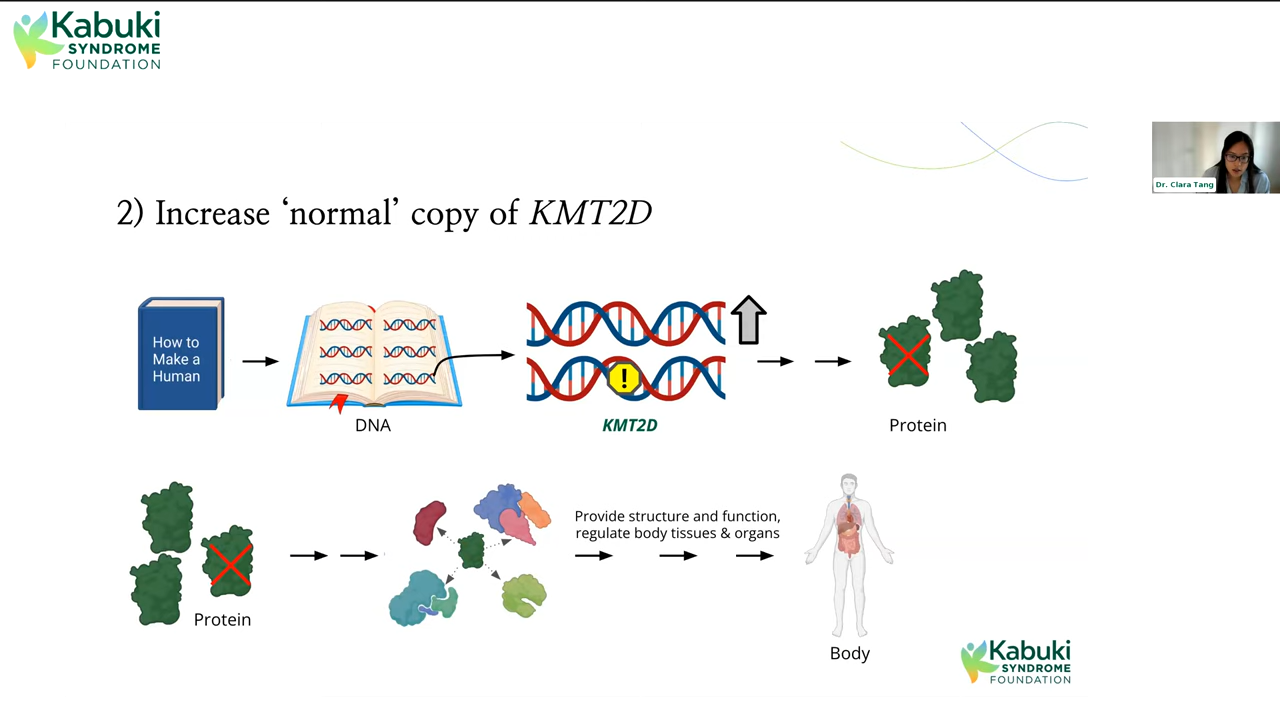 Kabuki
SYNDROME
FOUNDATION
Dr. Clara Tang
2) Increase ‘normal’ copy of KMT2D
How to
Make a
Human
!
DNA
KMT2D
Protein
Provide structure and function,
regulate body tissues & organs
Protein
Body
Kabuki
SYNDROME
FOUNDATION